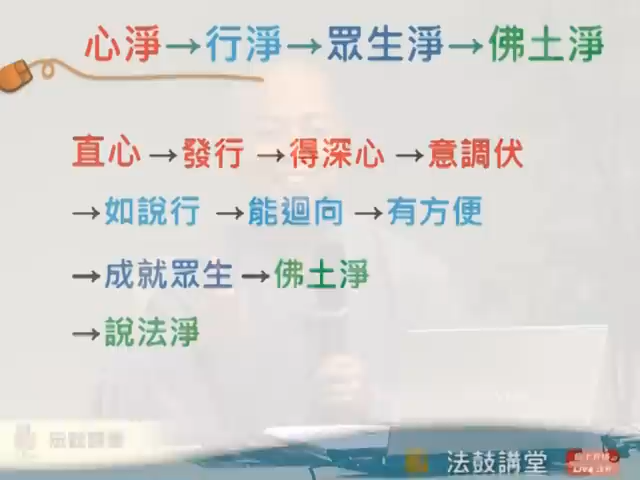 心淨→行淨→眾生淨→佛土淨
直心→發行→得深心→意調伏
→如說行→能迴向→有方便
→成就眾生→佛土淨
→說法淨
法鼓講堂